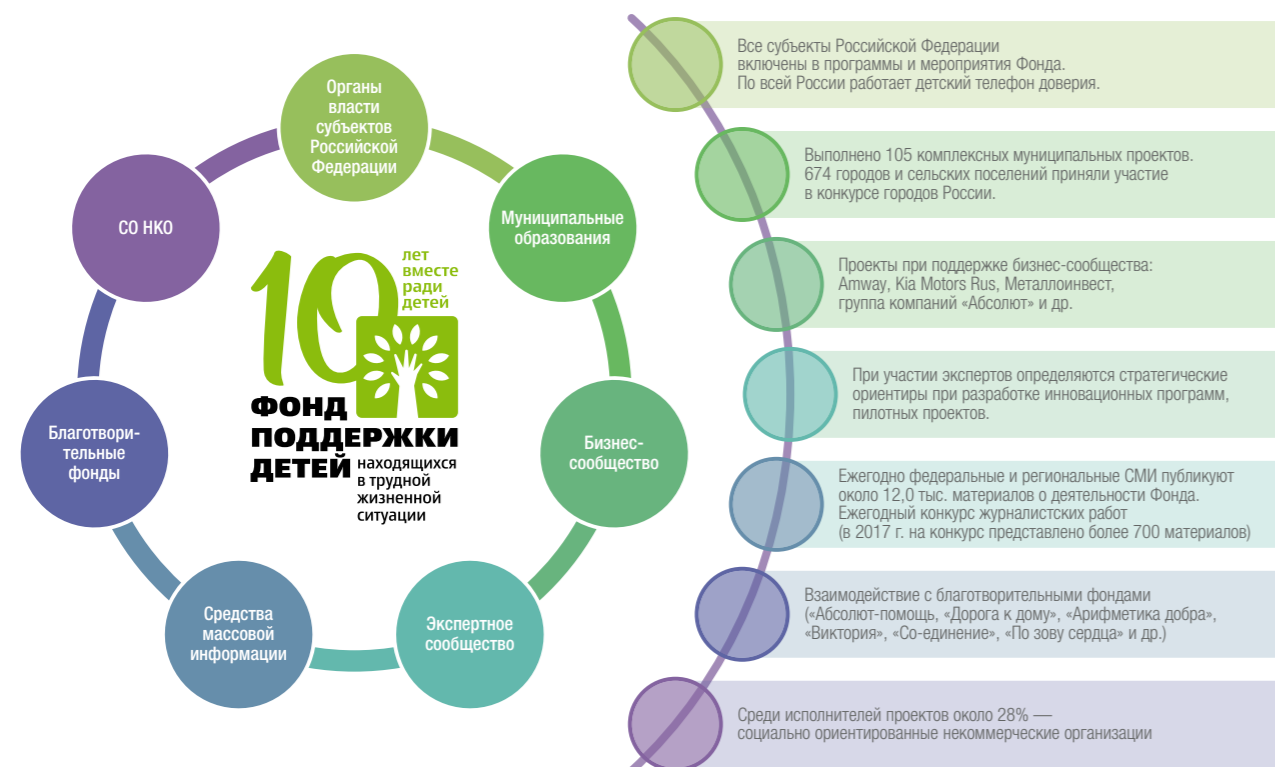 Органы
власти
субъектов
Российской
Федерации
Муниципальные
образования
Бизнес-
сообщество
Экспертное
сообщество
Средства
массовой
информации
Благотвори-
тельные
фонды
СО НКО
10
лет
вместе
ради
детей
ФОНД
ПОДДЕРЖКИ
ДЕТЕЙ
находящихся
в трудной
жизненной
ситуации
Все субъекты Российской Федерации
включены в программы и мероприятия Фонда.
По всей России работает детский телефон доверия.
Выполнено 105 комплексных муниципальных проектов.
674 городов и сельских поселений приняли участие
в конкурсе городов России.
Проекты при поддержке бизнес-сообщества:
Amway, Kia Motors Rus, Металлоинвест,
группа компаний «Абсолют» и др.
При участии экспертов определяются стратегические
ориентиры при разработке инновационных программ,
пилотных проектов.
Ежегодно федеральные и региональные СМИ публикуют
около 12,0 тыс. материалов о деятельности Фонда.
Ежегодный конкурс журналистских работ
(в 2017 г. на конкурс представлено более 700 материалов)
Взаимодействие с благотворительными фондами
(«Абсолют-помощь, «Дорога к дому», «Арифметика добра»,
«Виктория», «Со-единение», «По зову сердца» и др.)
Среди исполнителей проектов около 28% —
социально ориентированные некоммерческие организации